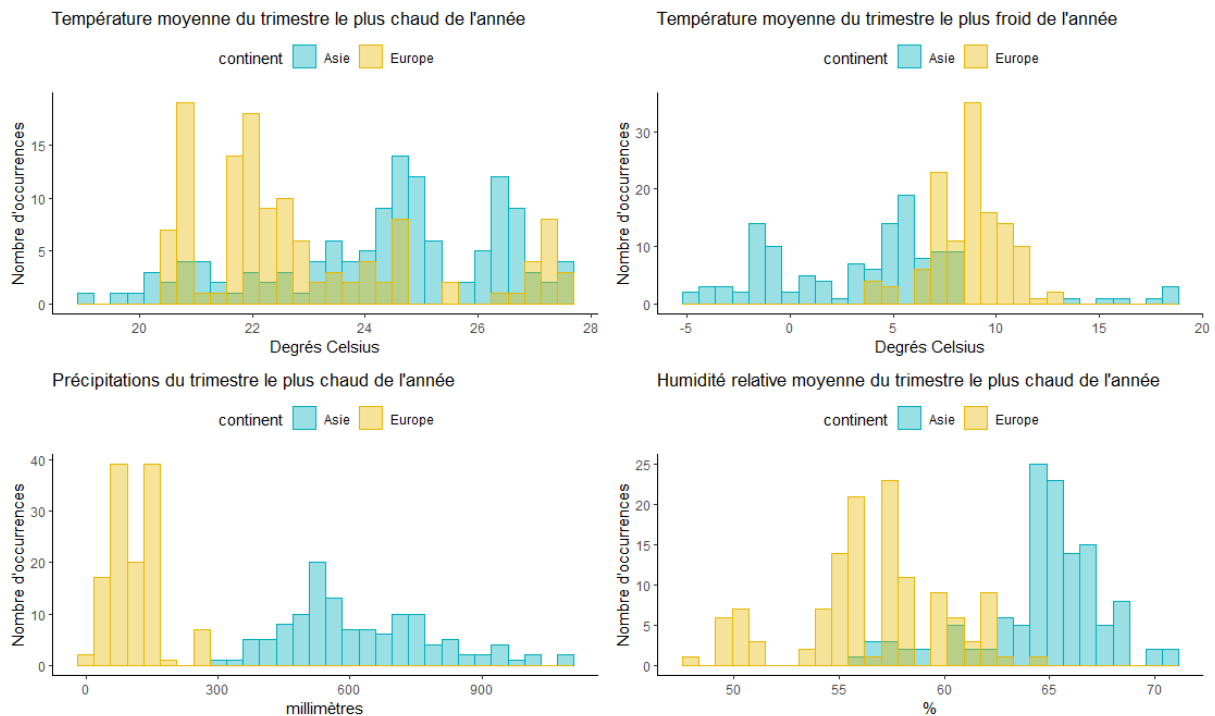 Température moyenne du trimestre le plus chaud de l'année
continent Asie Europe
Nombre d'occurrences
15
10
5
0
20 22 24 26 28
Degrés Celsius
Température moyenne du trimestre le plus froid de l'année
continent Asie Europe
Nombre d'occurrences
30
20
10
0
-5 0 5 10 15 20
Degrés Celsius
Précipitations du trimestre le plus chaud de l'année
continent Asie Europe
Nombre d'occurrences
40
30
20
10
0
0 300 600 900
millimètres
Humidité relative moyenne du trimestre le plus chaud de l'année
continent Asie Europe
Nombre d'occurrences
25
20
15
10
5
0
50 55 60 65 70
%